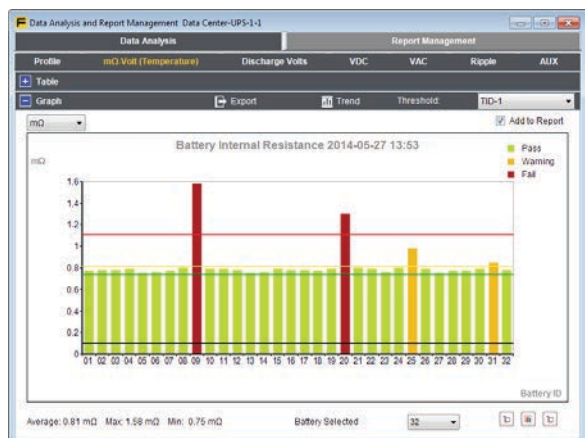 Data Analysis and Report Management Data Center-UPS-1-1
Data Analysis Report Management
Profile mΩ Volt (Temperature) Discharge Volts VDC VAC Ripple AUX
Table
Graph Export Trend Threshold: TID-1
mΩ Add to Report
Battery Internal Resistance 2014-05-27 13:53
mΩ
Pass
Warning
Fail
1.6
1.4
1.2
1
0.8
0.6
0.4
0.2
0
01 02 03 04 05 06 07 08 09 10 11 12 13 14 15 16 17 18 19 20 21 22 23 24 25 26 27 28 29 30 31 32
Battery ID
Average: 0.81 mΩ Max: 1.58 mΩ Min: 0.75 mΩ Battery Selected 32